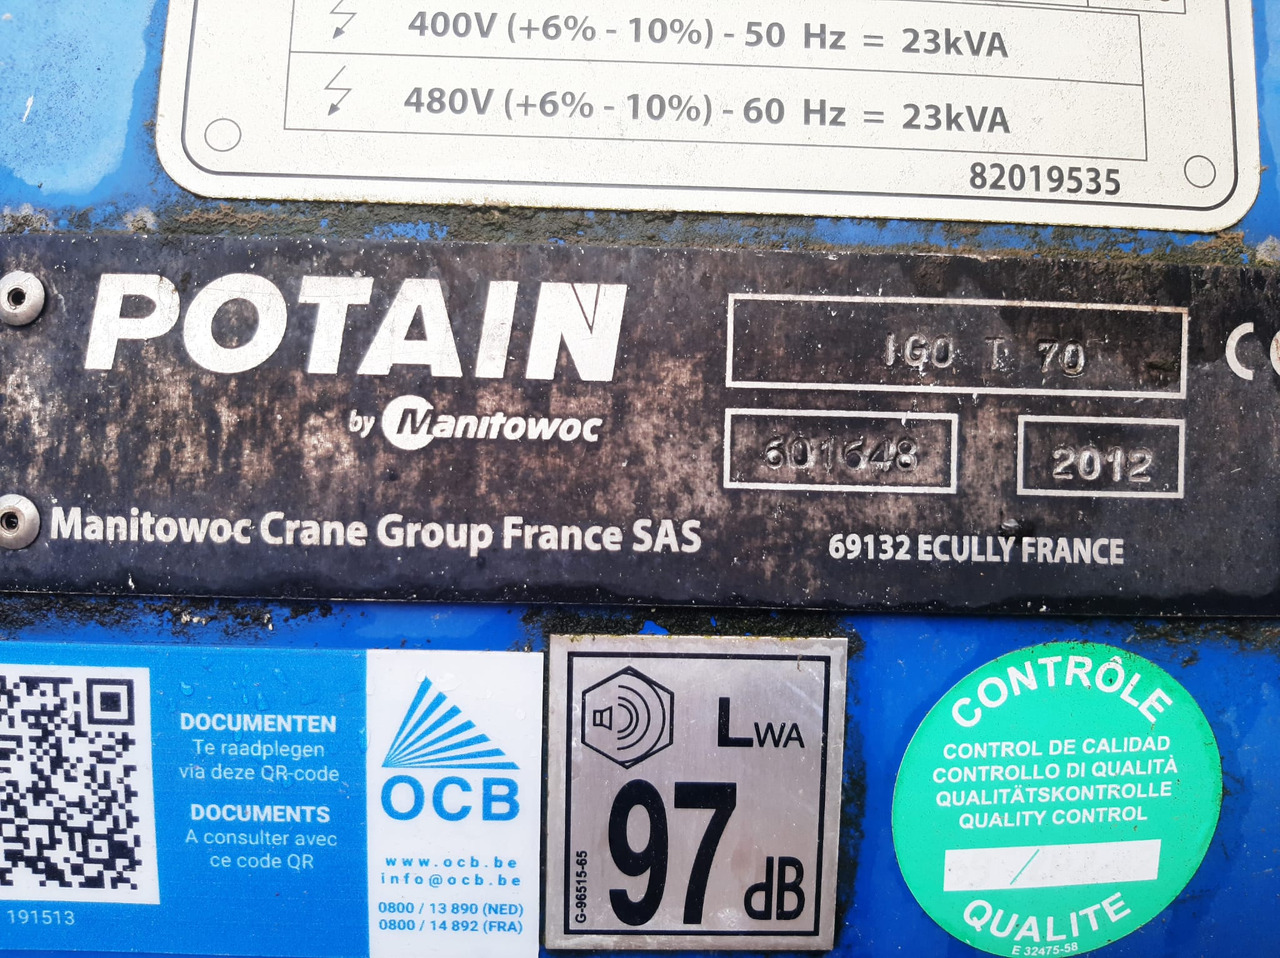 400V (+6% - 10%) - 50 Hz = 23kVA
480V (+6% - 10%) - 60 Hz = 23kVA
82019535
POTAIN
by Manitowoc
IGO T 70
601648
2012
Manitowoc Crane Group France SAS
69132 ECULLY FRANCE
DOCUMENTEN
Te raadplegen
via deze QR-code
DOCUMENTS
A consulter avec
ce code QR
191513
OCB
www.ocb.be
info@ocb.be
0800 / 13 890 (NED)
0800 / 14 892 (FRA)
LWA
97 dB
G-96515-65
CONTRÔLE
CONTROL DE CALIDAD
CONTROLLO DI QUALITÀ
QUALITÄTSKONTROLLE
QUALITY CONTROL
QUALITE
E 32475-58